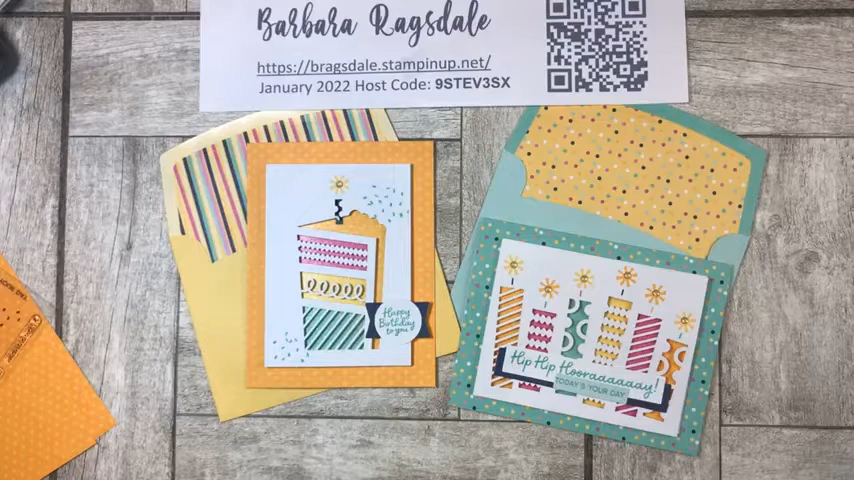 Barbara Ragsdale
https://bragsdale.stampinup.net/
January 2022 Host Code: 9STEV3SX
Happy
Birthday
to you
Hip Hip Hooraaaaaay!
TODAY'S YOUR DAY